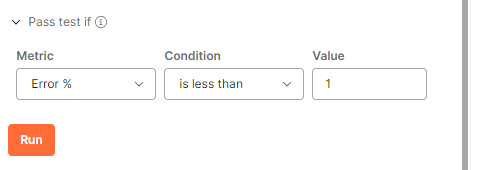 Pass test if
Metric Condition Value
Error % is less than 1
Run